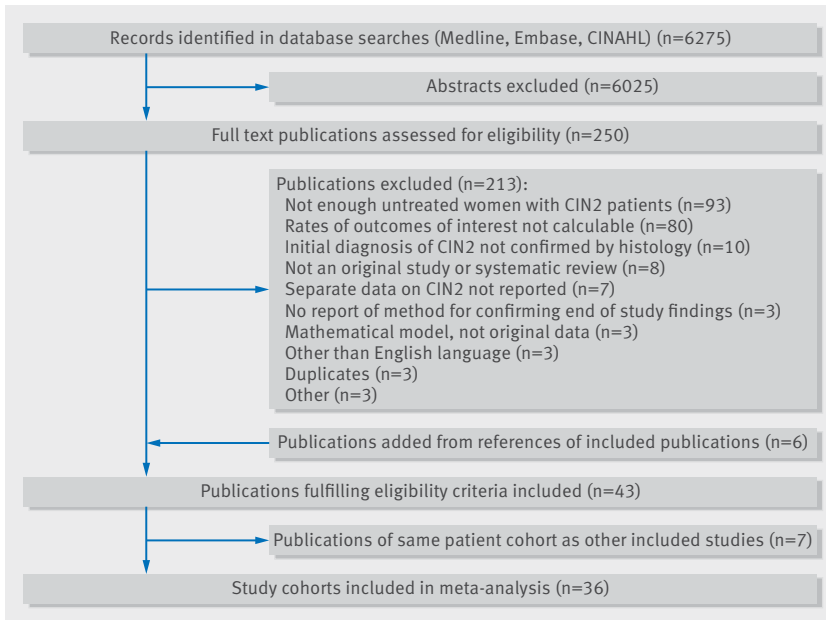 Records identified in database searches (Medline, Embase, CINAHL) (n=6275)
Abstracts excluded (n=6025)
Full text publications assessed for eligibility (n=250)
Publications excluded (n=213):
Not enough untreated women with CIN2 patients (n=93)
Rates of outcomes of interest not calculable (n=80)
Initial diagnosis of CIN2 not confirmed by histology (n=10)
Not an original study or systematic review (n=8)
Separate data on CIN2 not reported (n=7)
No report of method for confirming end of study findings (n=3)
Mathematical model, not original data (n=3)
Other than English language (n=3)
Duplicates (n=3)
Other (n=3)
Publications added from references of included publications (n=6)
Publications fulfilling eligibility criteria included (n=43)
Publications of same patient cohort as other included studies (n=7)
Study cohorts included in meta-analysis (n=36)